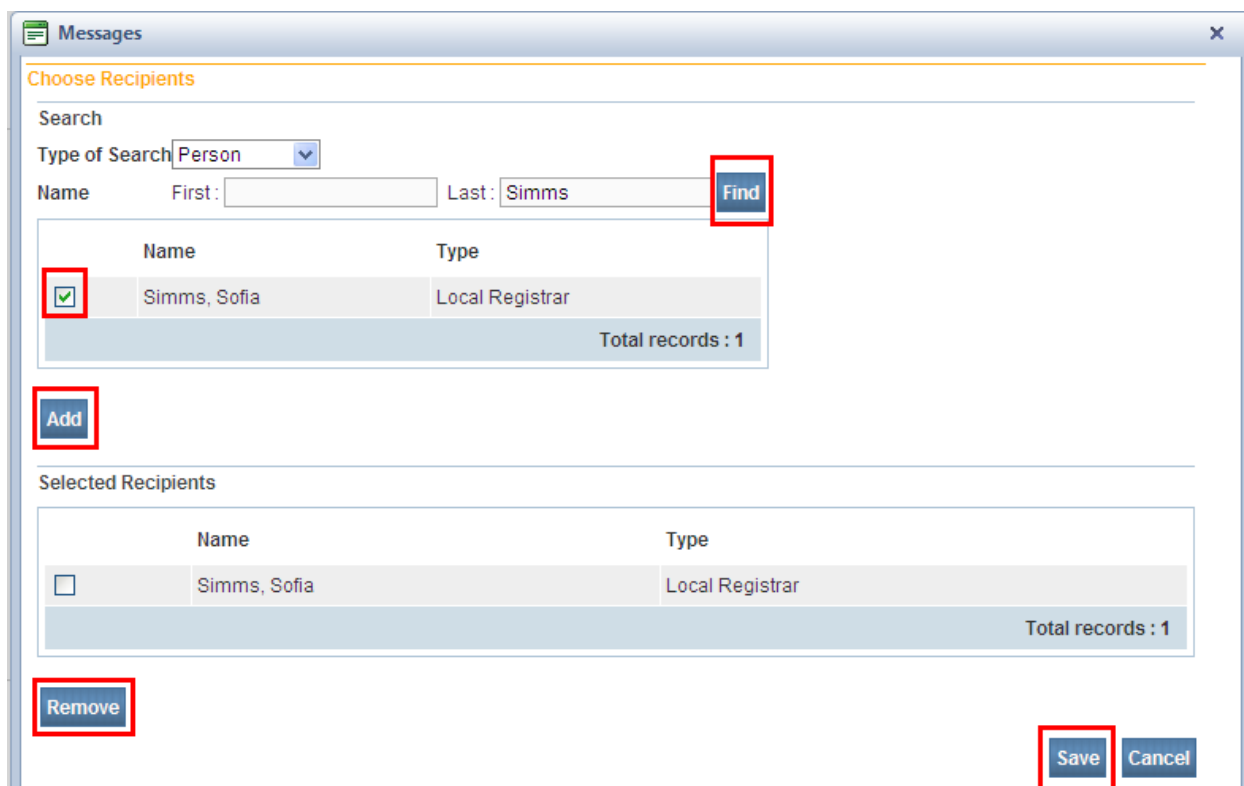 Messages
Choose Recipients
Search
Type of Search Person
Name First : Last : Simms Find
Name Type
Simms, Sofia Local Registrar
Total records : 1
Add
Selected Recipients
Name Type
Simms, Sofia Local Registrar
Total records : 1
Remove
Save Cancel